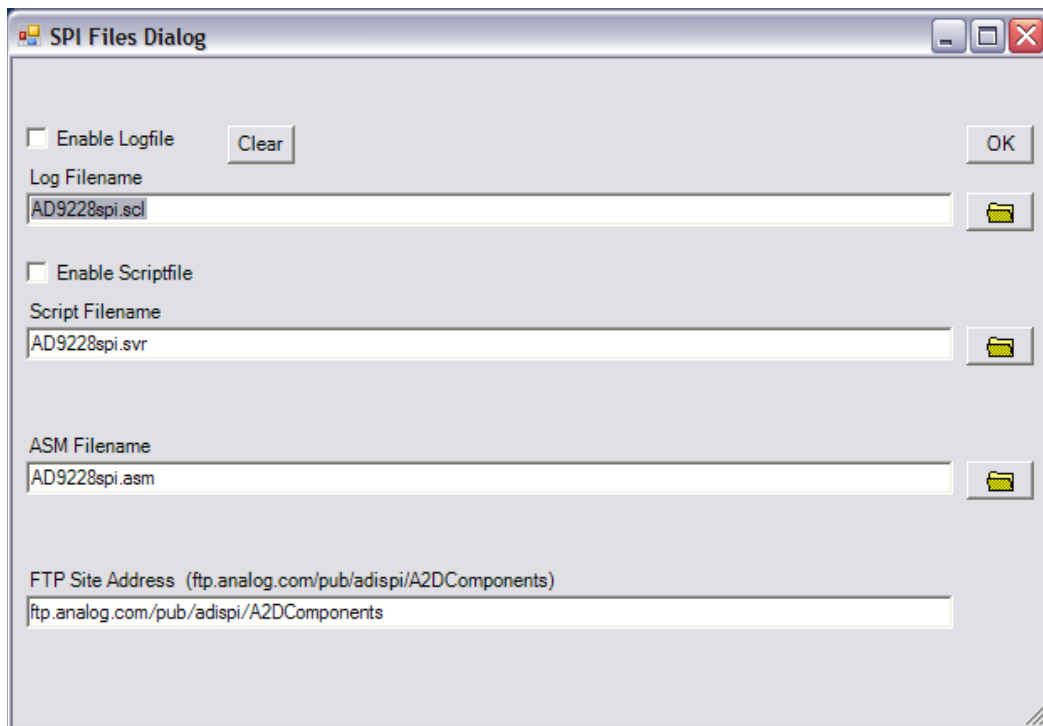 SPI Files Dialog
Enable Logfile
Clear
OK
Log Filename
AD9228spi.scl
Enable Scriptfile
Script Filename
AD9228spi.svr
ASM Filename
AD9228spi.asm
FTP Site Address (ftp.analog.com/pub/adispi/A2DComponents)
ftp.analog.com/pub/adispi/A2DComponents